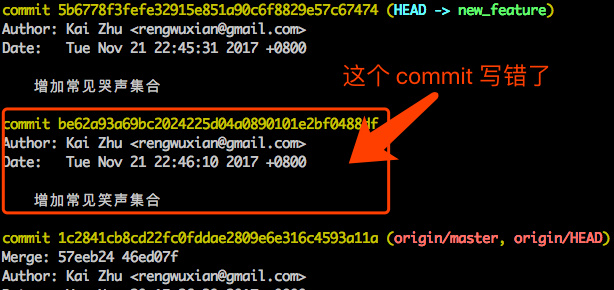 commit 5b6778f3fefe32915e851a90c6f8829e57c67474 (HEAD -> new_feature)
Author: Kai Zhu <rengwuxian@gmail.com>
Date:   Tue Nov 21 22:45:31 2017 +0800
这个 commit 写错了
增加常见哭声集合
commit be62a93a69bc2024225d04a0890101e2bf0488df
Author: Kai Zhu <rengwuxian@gmail.com>
Date:   Tue Nov 21 22:46:10 2017 +0800
增加常见笑声集合
commit 1c2841cb8cd22fc0fddae2809e6e316c4593a11a (origin/master, origin/HEAD)
Merge: 57eeb24 46ed07f
Author: Kai Zhu <rengwuxian@gmail.com>